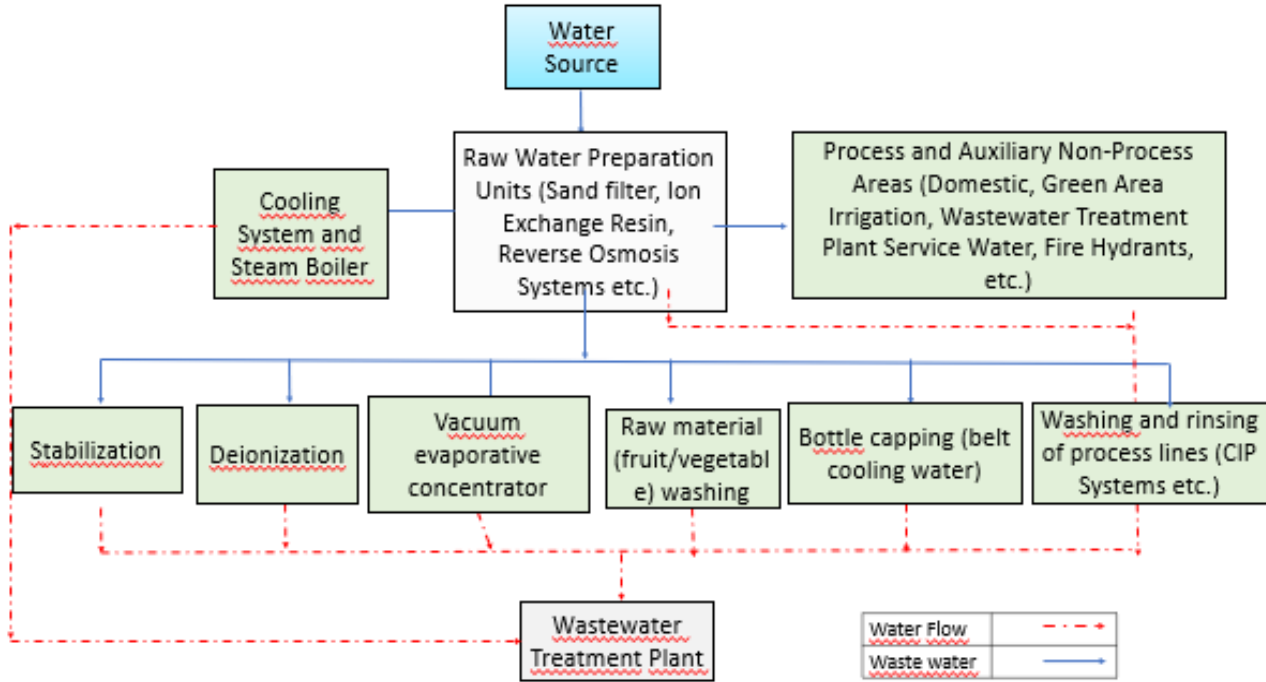 Water
Source
Raw Water Preparation
Units (Sand filter, Ion
Exchange Resin,
Reverse Osmosis
Systems etc.)
Process and Auxiliary Non-Process
Areas (Domestic, Green Area
Irrigation, Wastewater Treatment
Plant Service Water, Fire Hydrants,
etc.)
Cooling
System and
Steam Boiler
Stabilization
Deionization
Vacuum
evaporative
concentrator
Raw material
(fruit/vegetabl
e) washing
Bottle capping (belt
cooling water)
Washing and rinsing
of process lines (CIP
Systems etc.)
Wastewater
Treatment Plant
Water Flow
Waste water